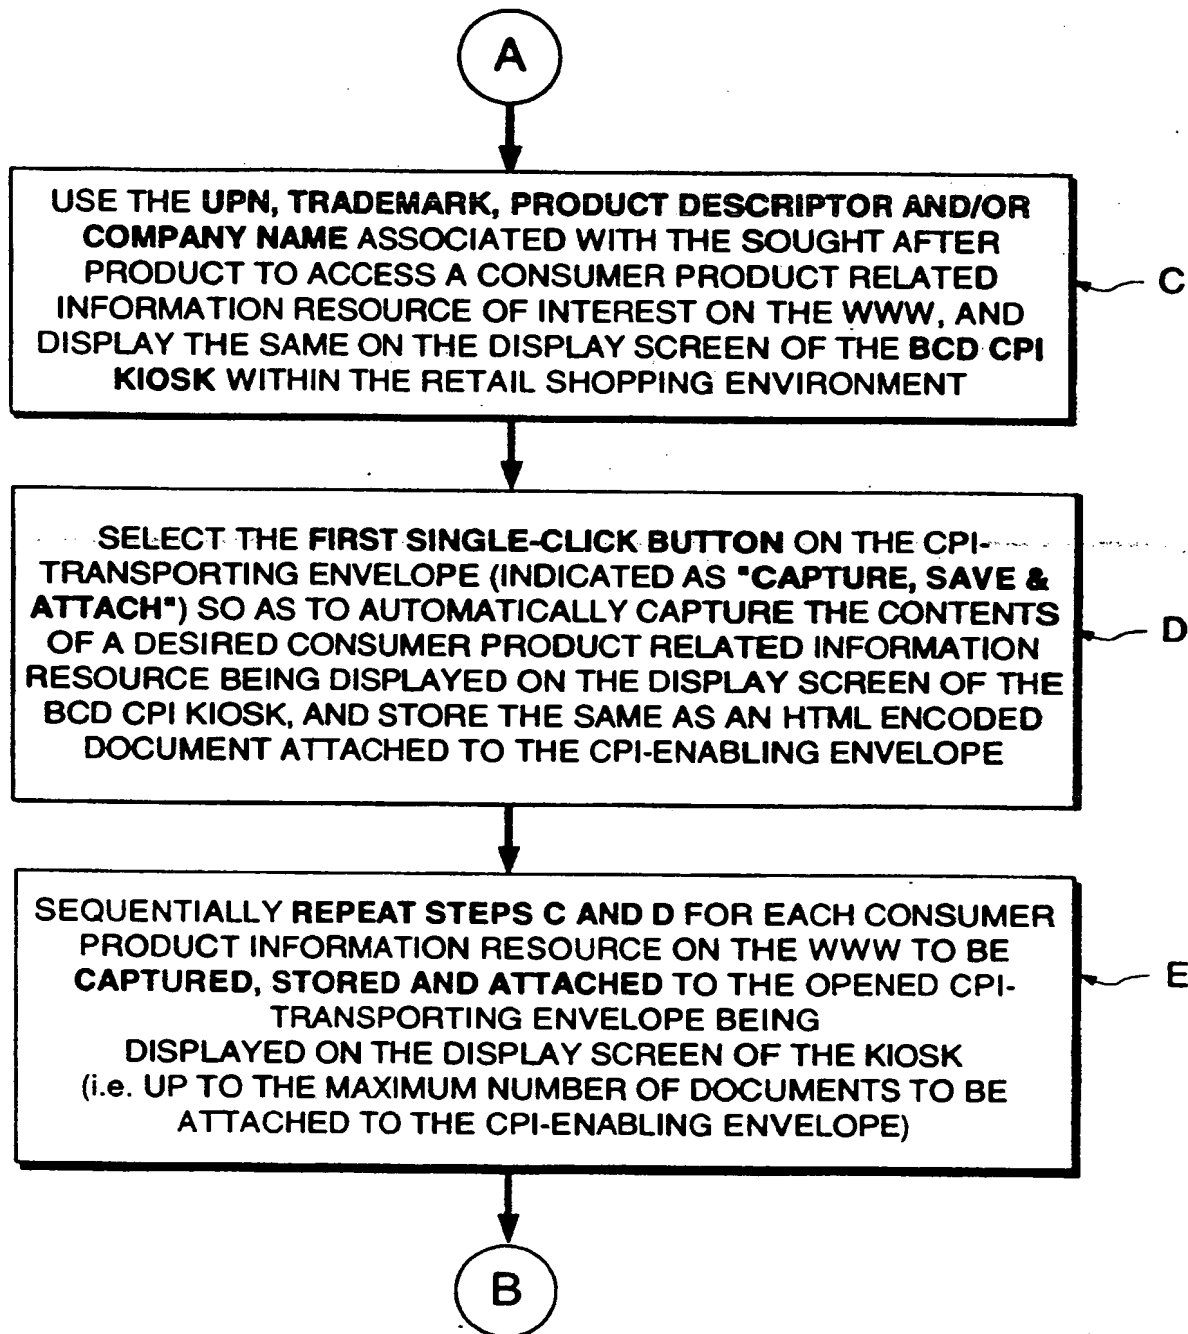 A
USE THE UPN, TRADEMARK, PRODUCT DESCRIPTOR AND/OR
COMPANY NAME ASSOCIATED WITH THE SOUGHT AFTER
PRODUCT TO ACCESS A CONSUMER PRODUCT RELATED
INFORMATION RESOURCE OF INTEREST ON THE WWW, AND
DISPLAY THE SAME ON THE DISPLAY SCREEN OF THE BCD CPI
KIOSK WITHIN THE RETAIL SHOPPING ENVIRONMENT
C
SELECT THE FIRST SINGLE-CLICK BUTTON ON THE CPI-
TRANSPORTING ENVELOPE (INDICATED AS "CAPTURE, SAVE &
ATTACH") SO AS TO AUTOMATICALLY CAPTURE THE CONTENTS
OF A DESIRED CONSUMER PRODUCT RELATED INFORMATION
RESOURCE BEING DISPLAYED ON THE DISPLAY SCREEN OF THE
BCD CPI KIOSK, AND STORE THE SAME AS AN HTML ENCODED
DOCUMENT ATTACHED TO THE CPI-ENABLING ENVELOPE
D
SEQUENTIALLY REPEAT STEPS C AND D FOR EACH CONSUMER
PRODUCT INFORMATION RESOURCE ON THE WWW TO BE
CAPTURED, STORED AND ATTACHED TO THE OPENED CPI-
TRANSPORTING ENVELOPE BEING
DISPLAYED ON THE DISPLAY SCREEN OF THE KIOSK
(i.e. UP TO THE MAXIMUM NUMBER OF DOCUMENTS TO BE
ATTACHED TO THE CPI-ENABLING ENVELOPE)
E
B